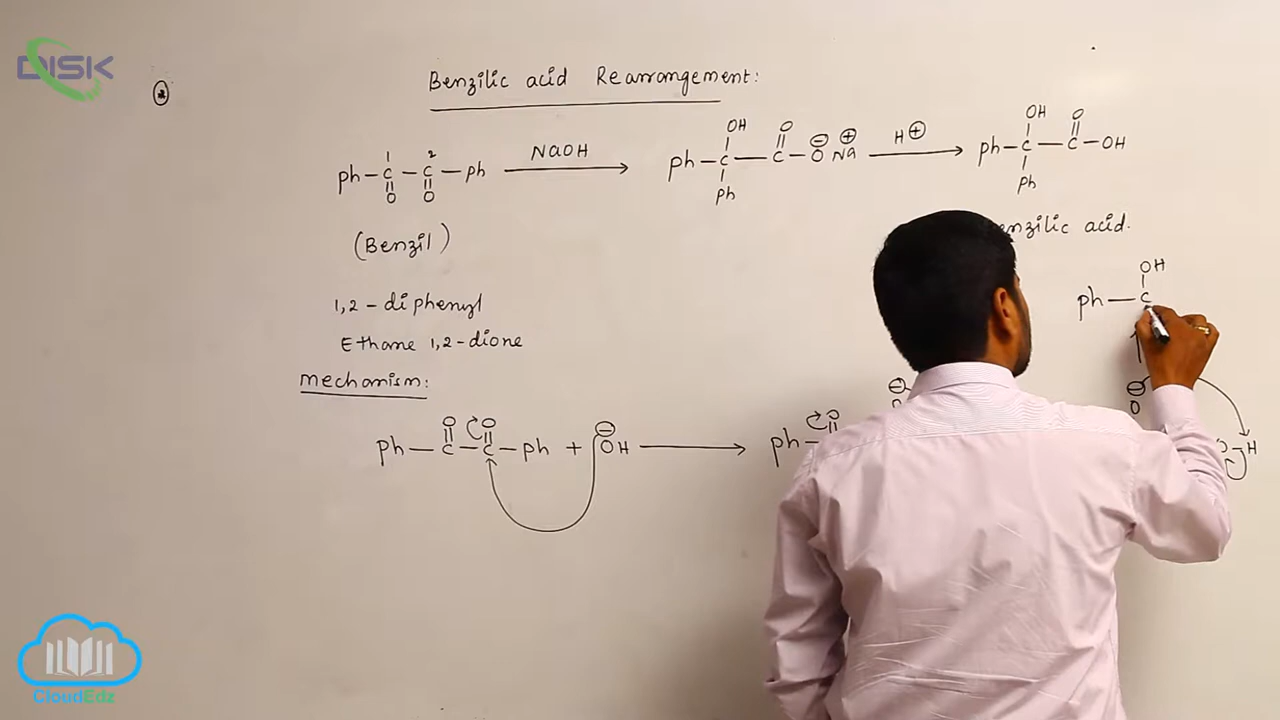 DISK
Benzilic acid Rearrangement:
1 2
Ph-C-C-Ph
O O
NaOH
OH O
Ph-C-C-O⊖ Na⊕
Ph
H⊕
OH O
Ph-C-C-OH
Ph
(Benzil)
acid.
1,2-diphenyl
Ethane 1,2-dione
OH
Ph-C
mechanism:
O O
Ph-C-C-Ph + ⊖OH
O
Ph
⊖
O
H
CloudEdz